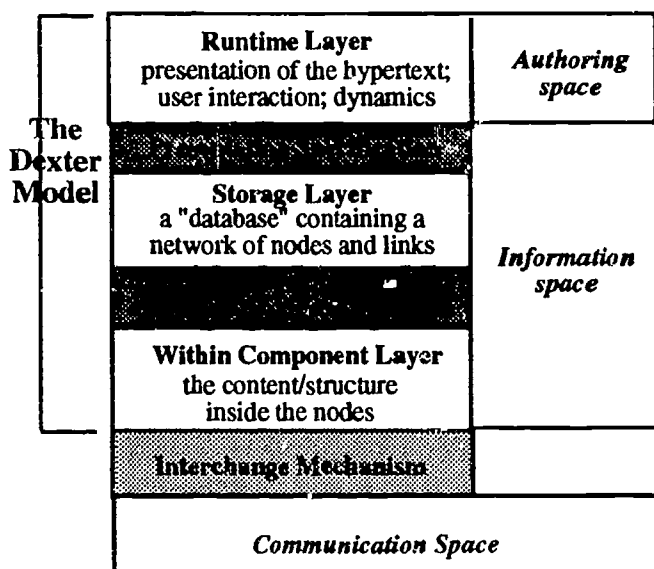 Runtime Layer
presentation of the hypertext;
user interaction; dynamics
Authoring
space
The
Dexter
Model
Storage Layer
a "database" containing a
network of nodes and links
Information
space
Within Component Layer
the content/structure
inside the nodes
Interchange Mechanism
Communication Space